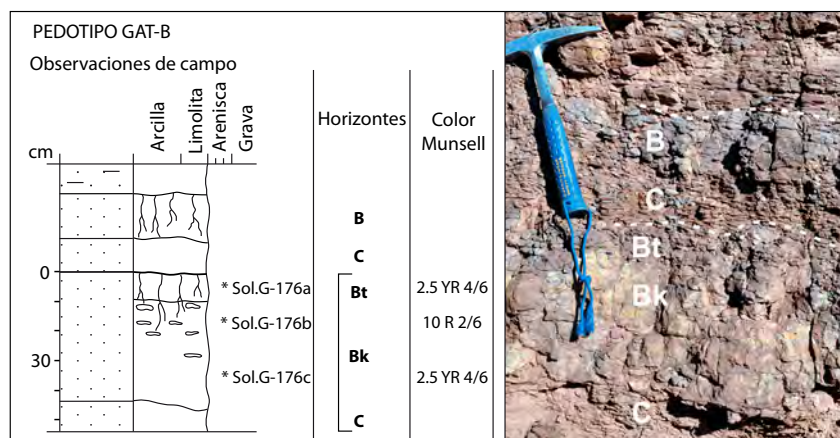 PEDOTIPO GAT-B
Observaciones de campo
Arcilla
Limolita
Arenisca
Grava
Horizontes
Color
Munsell
cm
B
C
0
* Sol.G-176a
Bt
2.5 YR 4/6
* Sol.G-176b
10 R 2/6
30
Bk
* Sol.G-176c
2.5 YR 4/6
C
B
C
Bt
Bk
C